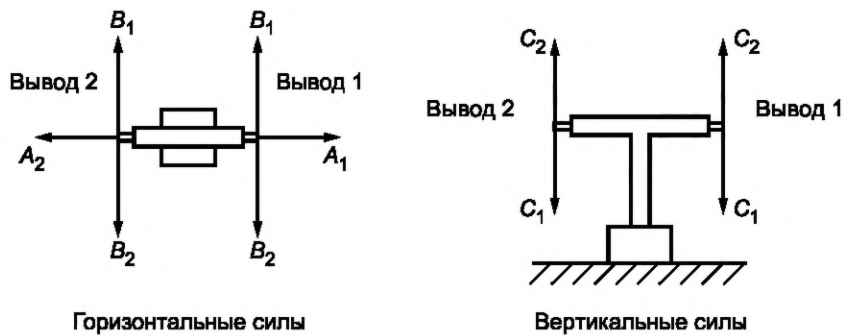 B1 B1
Вывод 2 Вывод 1
A2 A1
B2 B2
Горизонтальные силы
C2 C2
Вывод 2 Вывод 1
C1 C1
Вертикальные силы